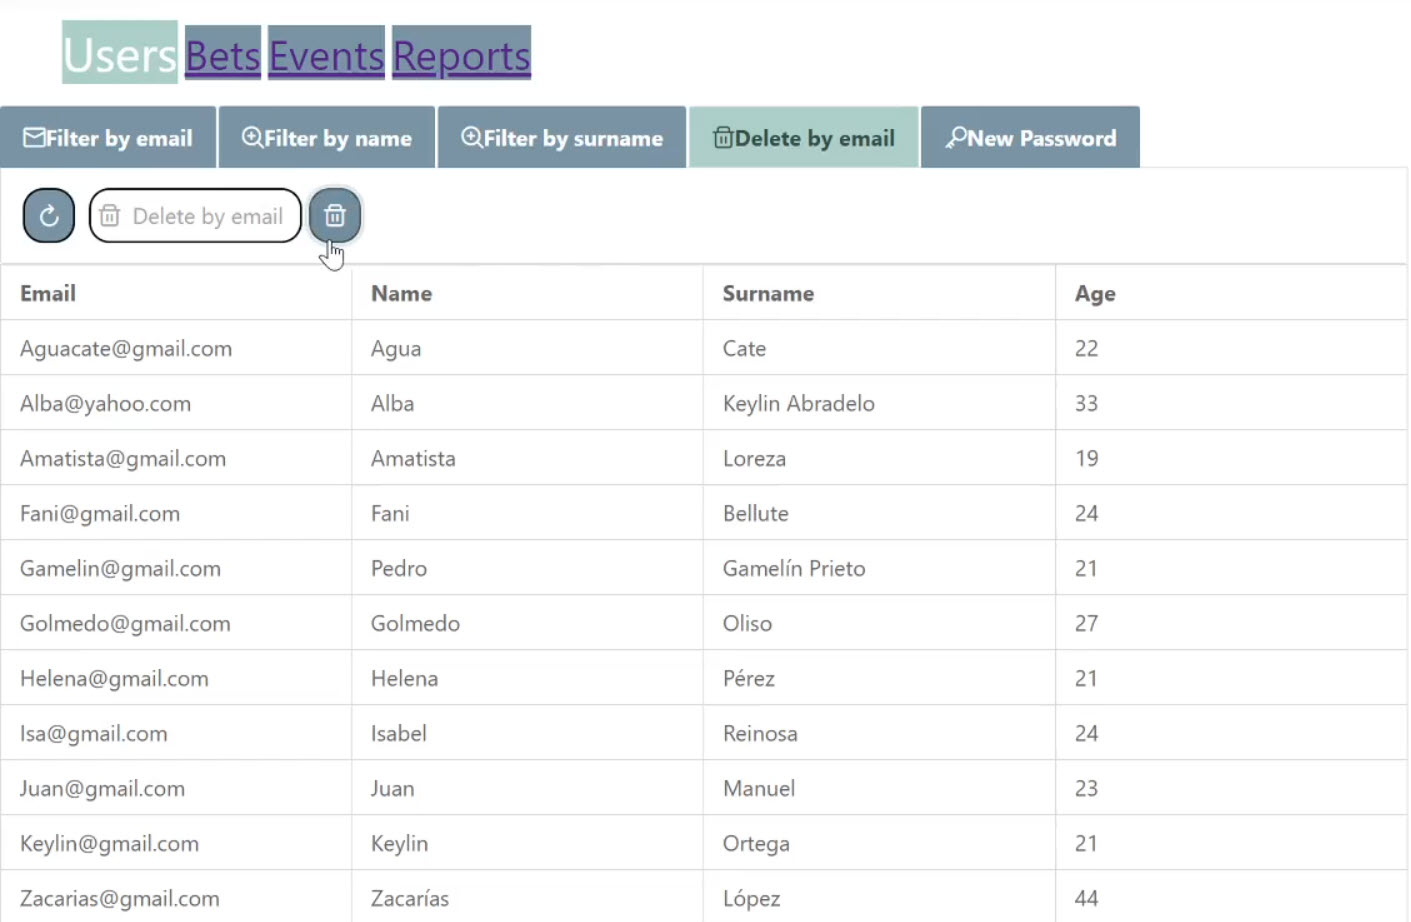 Users Bets Events Reports
Filter by email Filter by name Filter by surname Delete by email New Password
Delete by email
Email Name Surname Age
Aguacate@gmail.com Agua Cate 22
Alba@yahoo.com Alba Keylin Abradelo 33
Amatista@gmail.com Amatista Loreza 19
Fani@gmail.com Fani Bellute 24
Gamelin@gmail.com Pedro Gamelín Prieto 21
Golmedo@gmail.com Golmedo Oliso 27
Helena@gmail.com Helena Pérez 21
Isa@gmail.com Isabel Reinosa 24
Juan@gmail.com Juan Manuel 23
Keylin@gmail.com Keylin Ortega 21
Zacarias@gmail.com Zacarías López 44